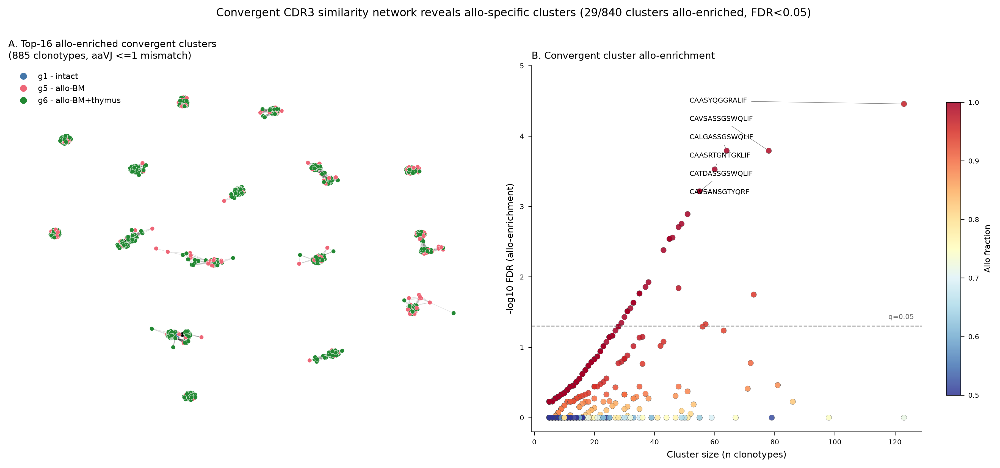 Convergent CDR3 similarity network reveals allo-specific clusters (29/840 clusters allo-enriched, FDR<0.05)
A. Top-16 allo-enriched convergent clusters
(885 clonotypes, aaVJ <=1 mismatch)
g1 - intact
g5 - allo-BM
g6 - allo-BM+thymus
B. Convergent cluster allo-enrichment
5
4
3
2
1
0
-log10 FDR (allo-enrichment)
CAASYQGGRALIF
CAVSASSGSWQLIF
CALGASSGSWQLIF
CAASRTGNTGKLIF
CATDASSGSWQLIF
CAVSANSGTYQRF
q=0.05
0
20
40
60
80
100
120
Cluster size (n clonotypes)
1.0
0.9
0.8
0.7
0.6
0.5
Allo fraction